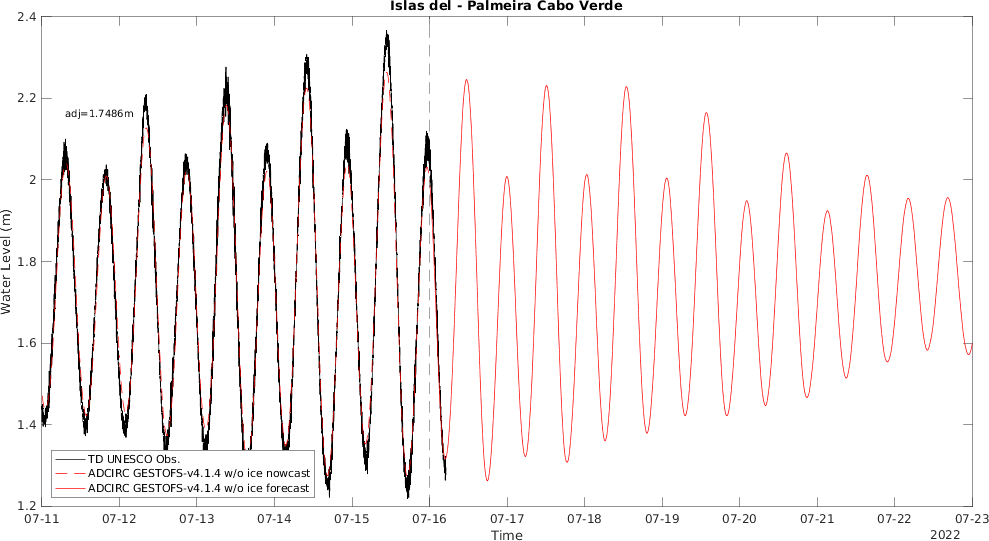 Islas del - Palmeira Cabo Verde
2.4
2.2
2
1.8
1.6
1.4
1.2
Water Level (m)
adj=1.7486m
TD UNESCO Obs.
ADCIRC GESTOFS-v4.1.4 w/o ice nowcast
ADCIRC GESTOFS-v4.1.4 w/o ice forecast
07-11 07-12 07-13 07-14 07-15 07-16 07-17 07-18 07-19 07-20 07-21 07-22 07-23
Time
2022